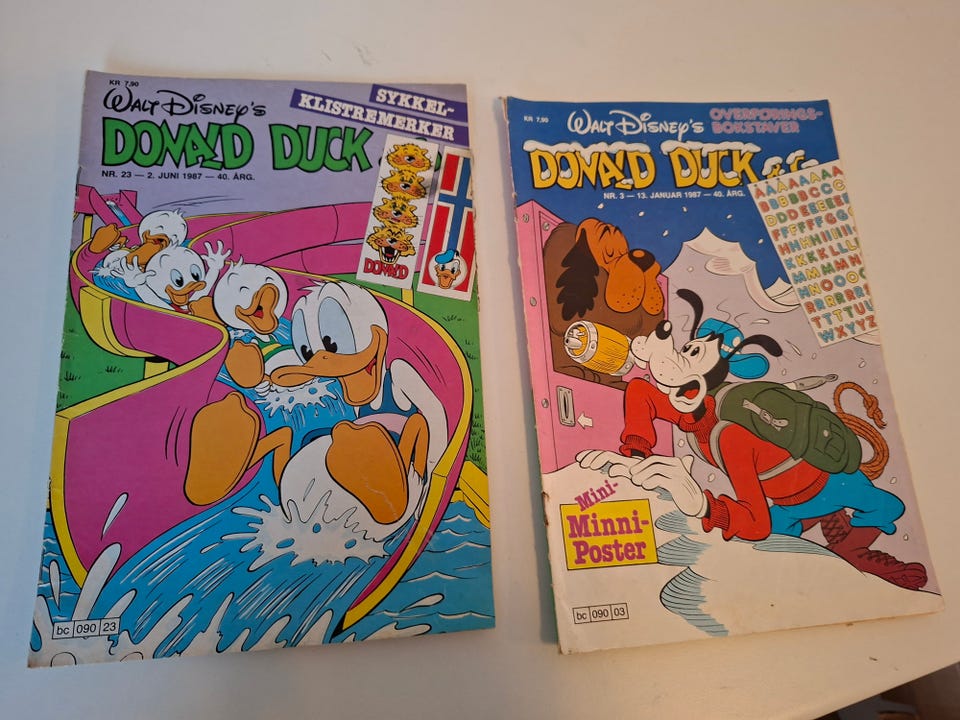 KR 7,90
WALT DISNEY'S
DONALD DUCK
NR. 23 — 2. JUNI 1987 — 40. ÅRG.
SYKKEL-
KLISTREMERKER
DONALD
bc 090 23
KR 7,90
WALT DISNEY'S
OVERFØRINGS-
BOKSTAVER
DONALD DUCK
NR. 3 — 13. JANUAR 1987 — 40. ÅRG.
Mini-
Minni-
Poster
bc 090 03